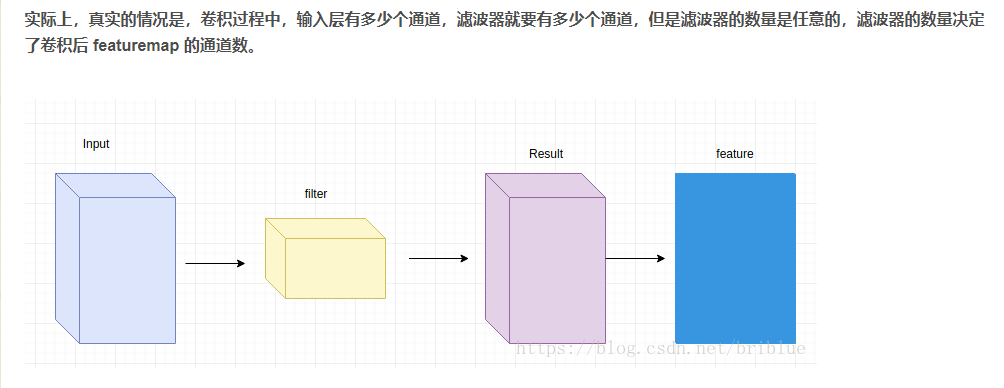 实际上，真实的情况是，卷积过程中，输入层有多少个通道，滤波器就要有多少个通道，但是滤波器的数量是任意的，滤波器的数量决定
了卷积后 featuremap 的通道数。
Input
filter
Result
feature
https://blog.csdn.net/briblue